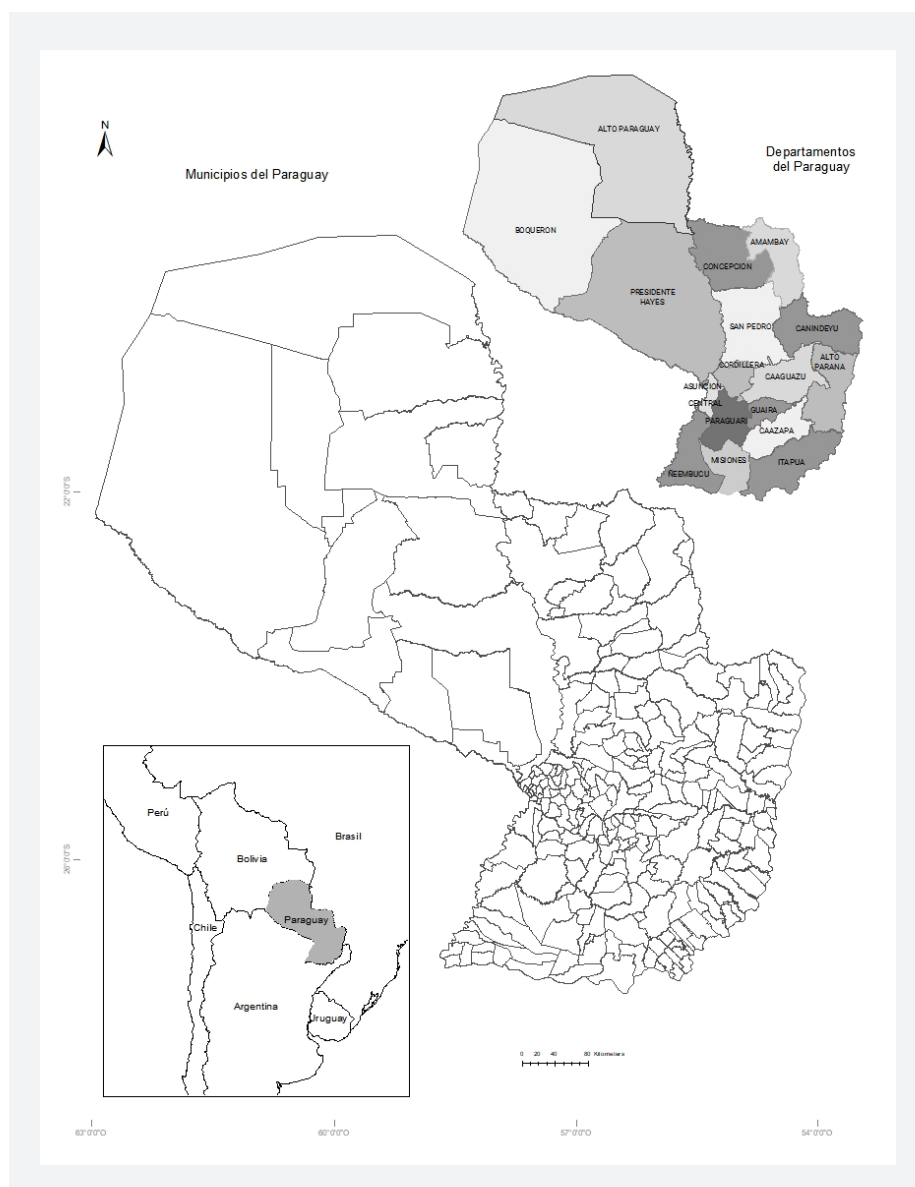 N
Municipios del Paraguay
Departamentos
del Paraguay
ALTO PARAGUAY
BOQUERON
AMAMBAY
CONCEPCION
PRESIDENTE
HAYES
SAN PEDRO
CANINDEYU
ALTO
PARANA
CORDILLERA
CAAGUAZU
ASUNCION
CENTRAL
GUAIRA
PARAGUARI
CAAZAPA
MISIONES
ITAPUA
ÑEEMBUCU
22°0'0"S
26°0'0"S
Perú
Brasil
Bolivia
Paraguay
Chile
Argentina
Uruguay
0 20 40 80 Kilometers
63°0'0"O
60°0'0"O
57°0'0"O
54°0'0"O